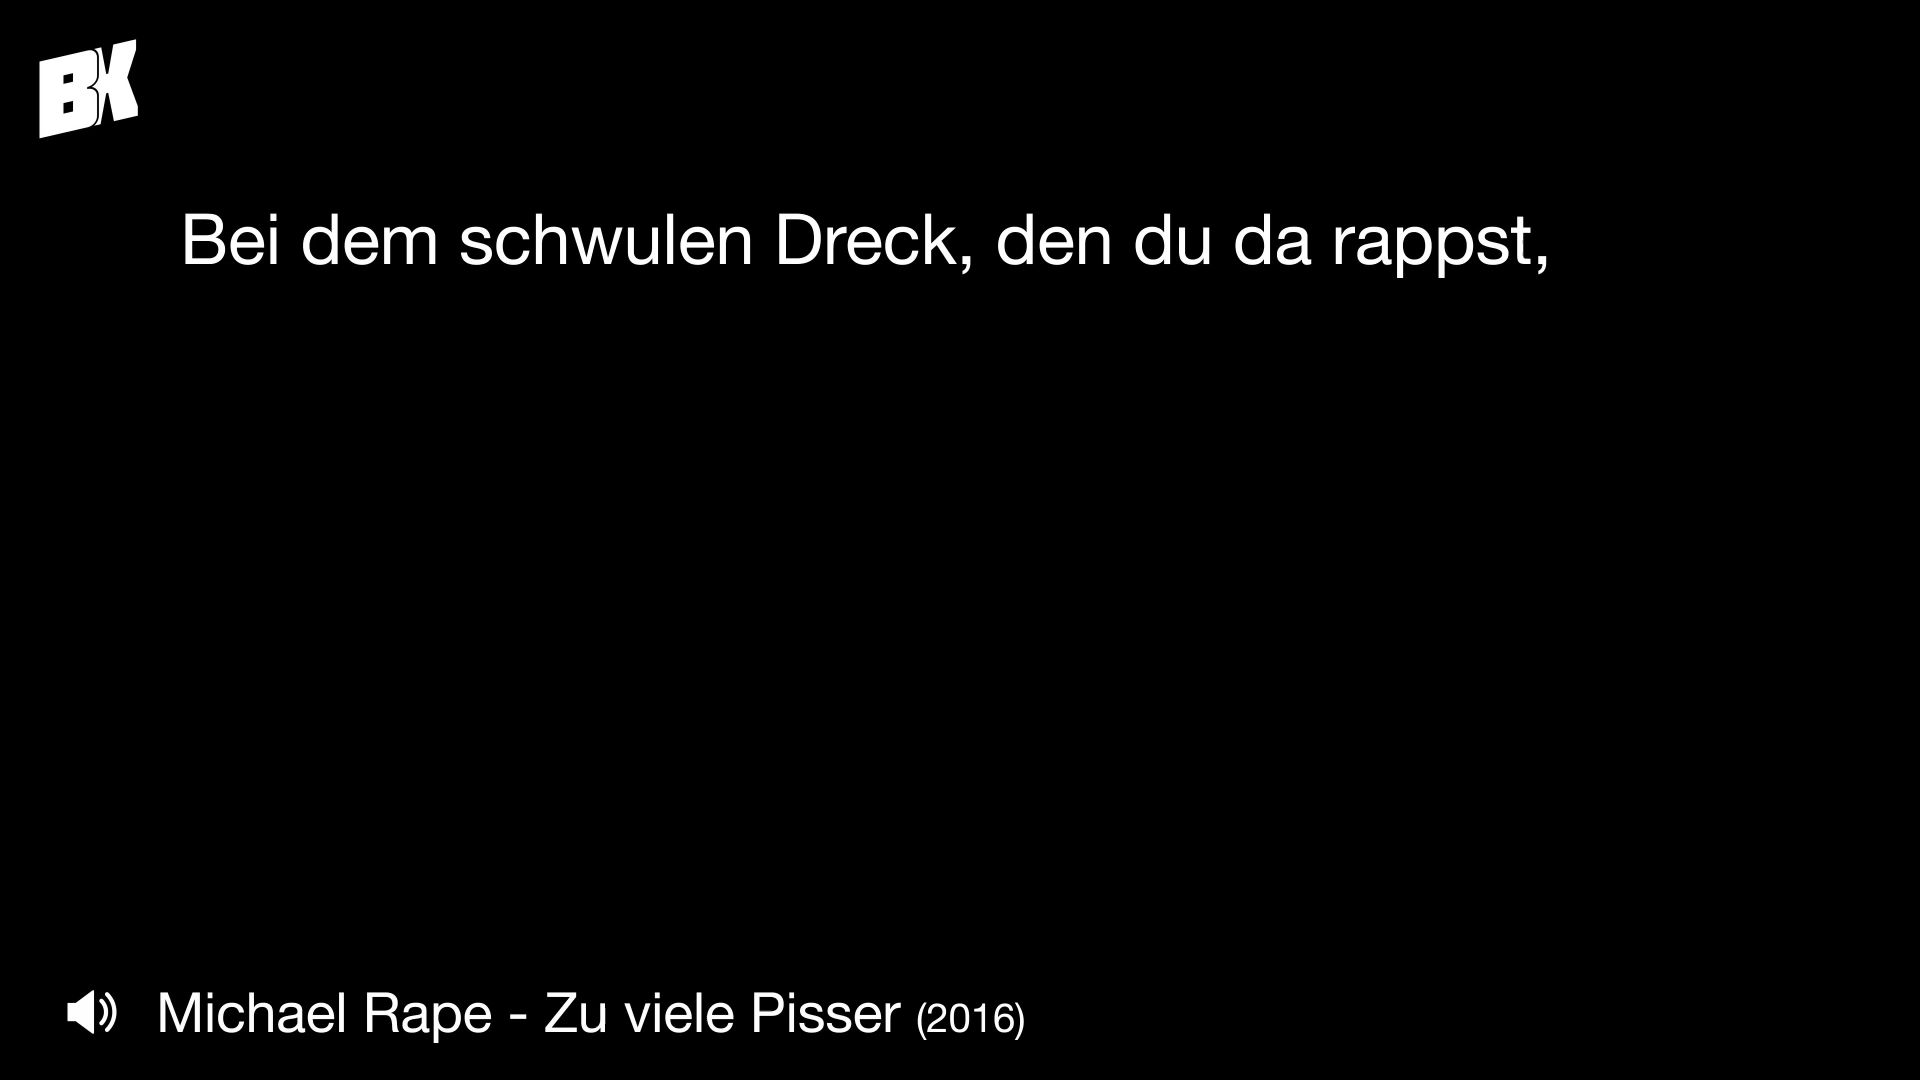 BK
Bei dem schwulen Dreck, den du da rappst,
Michael Rape - Zu viele Pisser (2016)